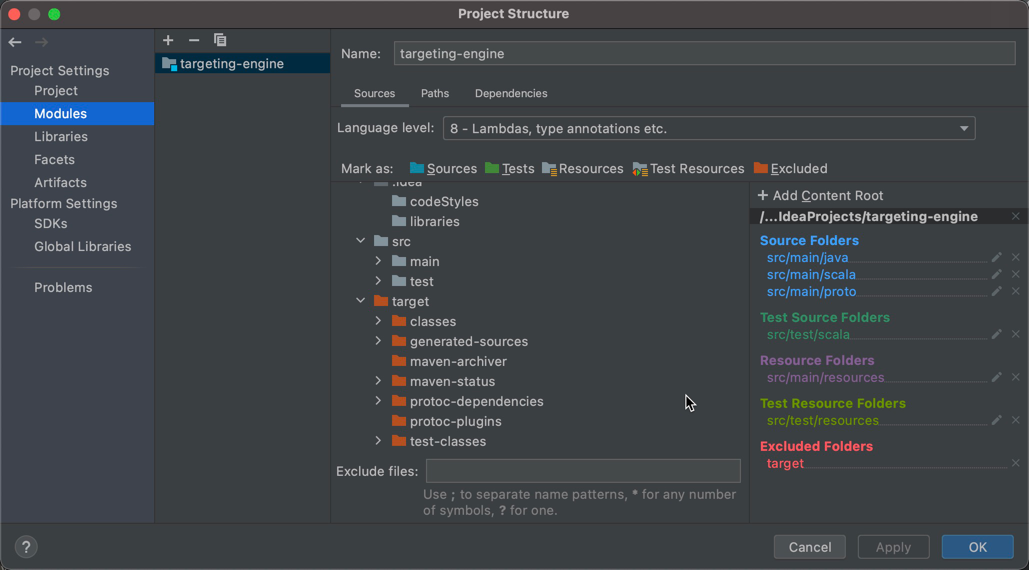 Project Structure
Project Settings
Project
Modules
Libraries
Facets
Artifacts
Platform Settings
SDKs
Global Libraries
Problems
targeting-engine
Name: targeting-engine
Sources Paths Dependencies
Language level: 8 - Lambdas, type annotations etc.
Mark as: Sources Tests Resources Test Resources Excluded
.idea
codeStyles
libraries
src
main
test
target
classes
generated-sources
maven-archiver
maven-status
protoc-dependencies
protoc-plugins
test-classes
Exclude files:
Use ; to separate name patterns, * for any number
of symbols, ? for one.
+ Add Content Root
/...IdeaProjects/targeting-engine
Source Folders
src/main/java
src/main/scala
src/main/proto
Test Source Folders
src/test/scala
Resource Folders
src/main/resources
Test Resource Folders
src/test/resources
Excluded Folders
target
? Cancel Apply OK